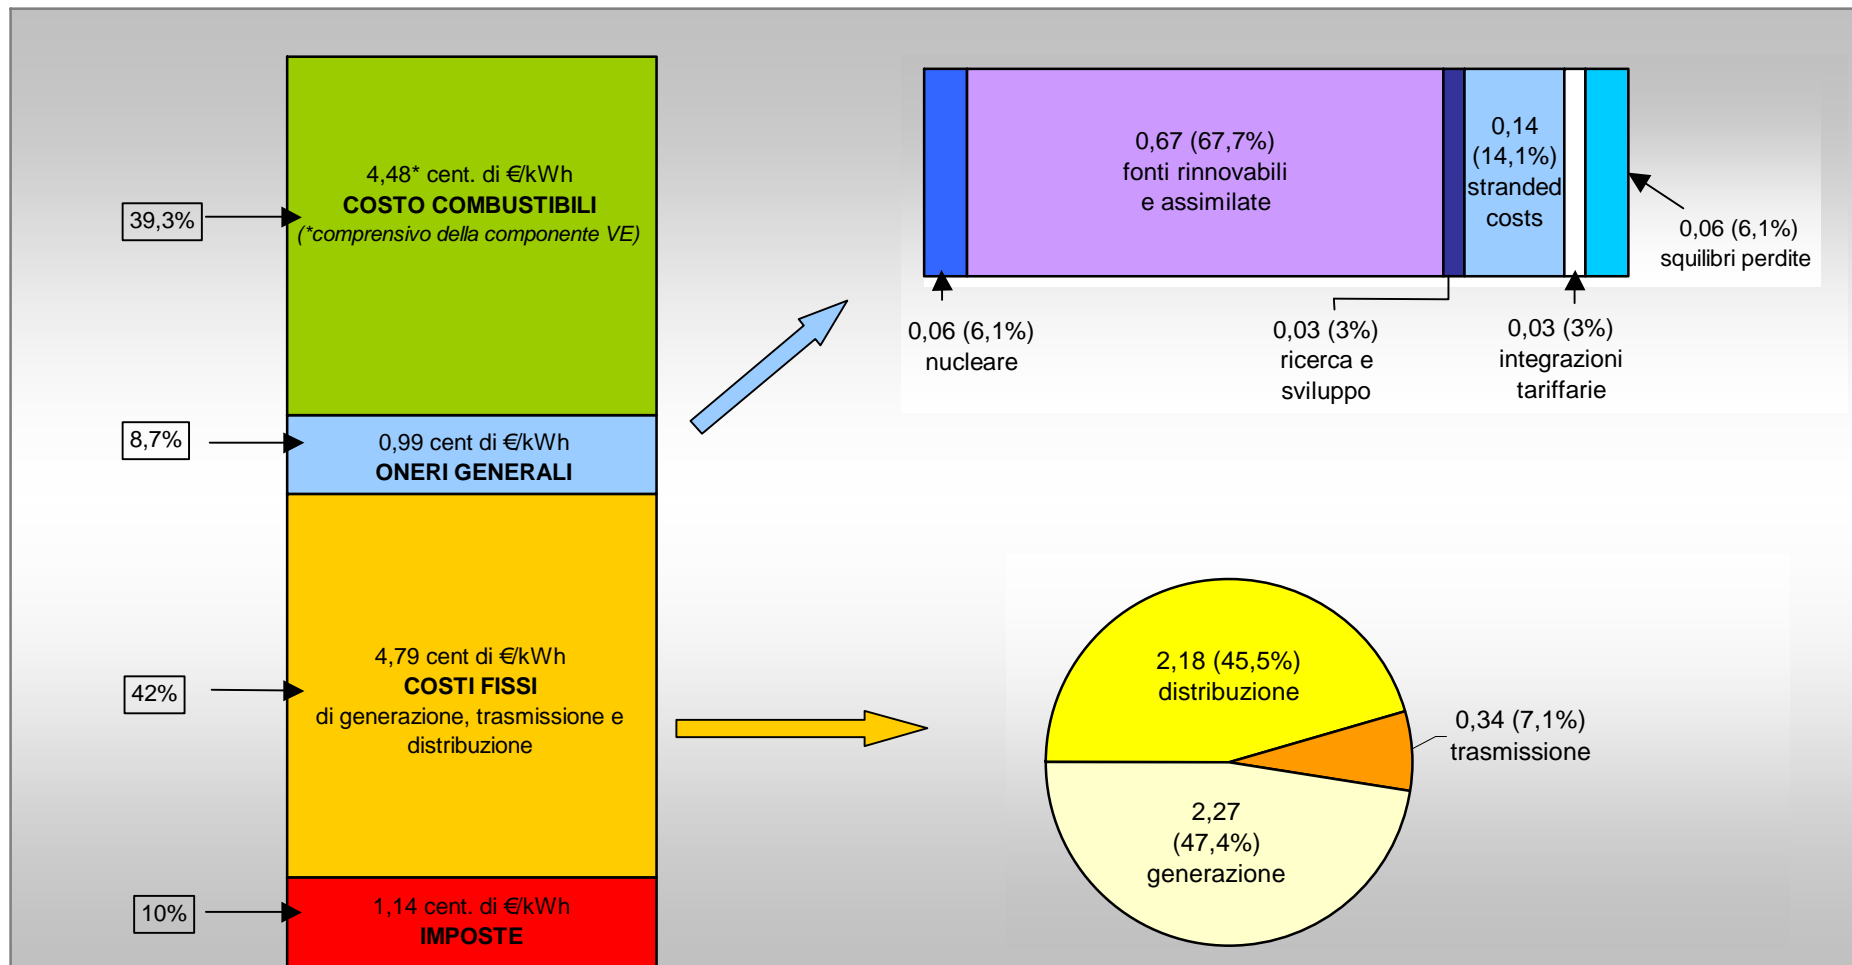 39,3%
4,48* cent. di €/kWh
COSTO COMBUSTIBILI
(*comprensivo della componente VE)
8,7%
0,99 cent di €/kWh
ONERI GENERALI
42%
4,79 cent di €/kWh
COSTI FISSI
di generazione, trasmissione e
distribuzione
10%
1,14 cent. di €/kWh
IMPOSTE
0,67 (67,7%)
fonti rinnovabili
e assimilate
0,14
(14,1%)
stranded
costs
0,06 (6,1%)
squilibri perdite
0,06 (6,1%)
nucleare
0,03 (3%)
ricerca e
sviluppo
0,03 (3%)
integrazioni
tariffarie
2,18 (45,5%)
distribuzione
0,34 (7,1%)
trasmissione
2,27
(47,4%)
generazione